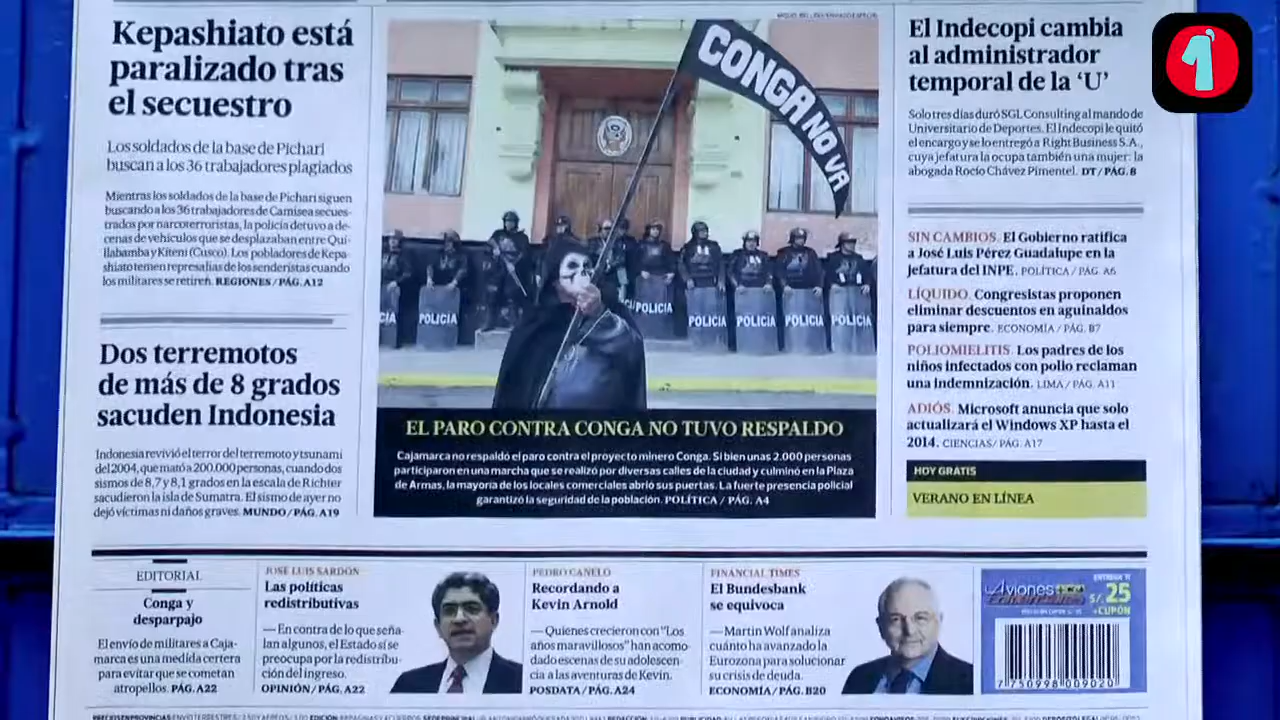 Kepashiato está
paralizado tras
el secuestro
Los soldados de la base de Pichari
buscan a los 36 trabajadores plagiados
Mientras los soldados de la base de Pichari siguen
buscando a los 36 trabajadores de Camisea secues-
trados por narcoterroristas, la policía detuvo a de-
cenas de vehículos que se desplazaban entre Qui-
llabamba y Kiteni (Cusco). Los pobladores de Kepa-
shiato temen represalias de los senderistas cuando
los militares se retiren. REGIONES / PÁG. A12
Dos terremotos
de más de 8 grados
sacuden Indonesia
Indonesia revivió el terror del terremoto y tsunami
del 2004, que mató a 200.000 personas, cuando dos
sismos de 8,7 y 8,1 grados en la escala de Richter
sacudieron la isla de Sumatra. El sismo de ayer no
dejó víctimas ni daños graves. MUNDO / PÁG. A19
CONGA NO VA
POLICIA
POLICIA
POLICIA
POLICIA
POLICIA
POLICIA
EL PARO CONTRA CONGA NO TUVO RESPALDO
Cajamarca no respaldó el paro contra el proyecto minero Conga. Si bien unas 2.000 personas
participaron en una marcha que se realizó por diversas calles de la ciudad y culminó en la Plaza
de Armas, la mayoría de los locales comerciales abrió sus puertas. La fuerte presencia policial
garantizó la seguridad de la población. POLÍTICA / PÁG. A4
El Indecopi cambia
al administrador
temporal de la ‘U’
Solo tres días duró SGL Consulting al mando de
Universitario de Deportes. El Indecopi le quitó
el encargo y se lo entregó a Right Business S.A.,
cuya jefatura la ocupa también una mujer: la
abogada Rocío Chávez Pimentel. DT / PÁG. 8
SIN CAMBIOS. El Gobierno ratifica
a José Luis Pérez Guadalupe en la
jefatura del INPE. POLÍTICA / PÁG. A6
LÍQUIDO. Congresistas proponen
eliminar descuentos en aguinaldos
para siempre. ECONOMÍA / PÁG. B7
POLIOMIELITIS. Los padres de los
niños infectados con polio reclaman
una indemnización. LIMA / PÁG. A11
ADIÓS. Microsoft anuncia que solo
actualizará el Windows XP hasta el
2014. CIENCIAS / PÁG. A17
HOY GRATIS
VERANO EN LÍNEA
EDITORIAL
Conga y
desparpajo
El envío de militares a Caja-
marca es una medida certera
para evitar que se cometan
atropellos. PÁG. A22
JOSÉ LUIS SARDÓN
Las políticas
redistributivas
— En contra de lo que seña-
lan algunos, el Estado sí se
preocupa por la redistribu-
ción del ingreso.
OPINIÓN / PÁG. A22
PEDRO CANELO
Recordando a
Kevin Arnold
— Quienes crecieron con “Los
años maravillosos” han acomo-
dado escenas de su adolescen-
cia a las aventuras de Kevin.
POSDATA / PÁG. A24
FINANCIAL TIMES
El Bundesbank
se equivoca
— Martin Wolf analiza
cuánto ha avanzado la
Eurozona para solucionar
su crisis de deuda.
ECONOMÍA / PÁG. B20
Aviones
S/. 25
+CUPÓN
7 750998 009020
1